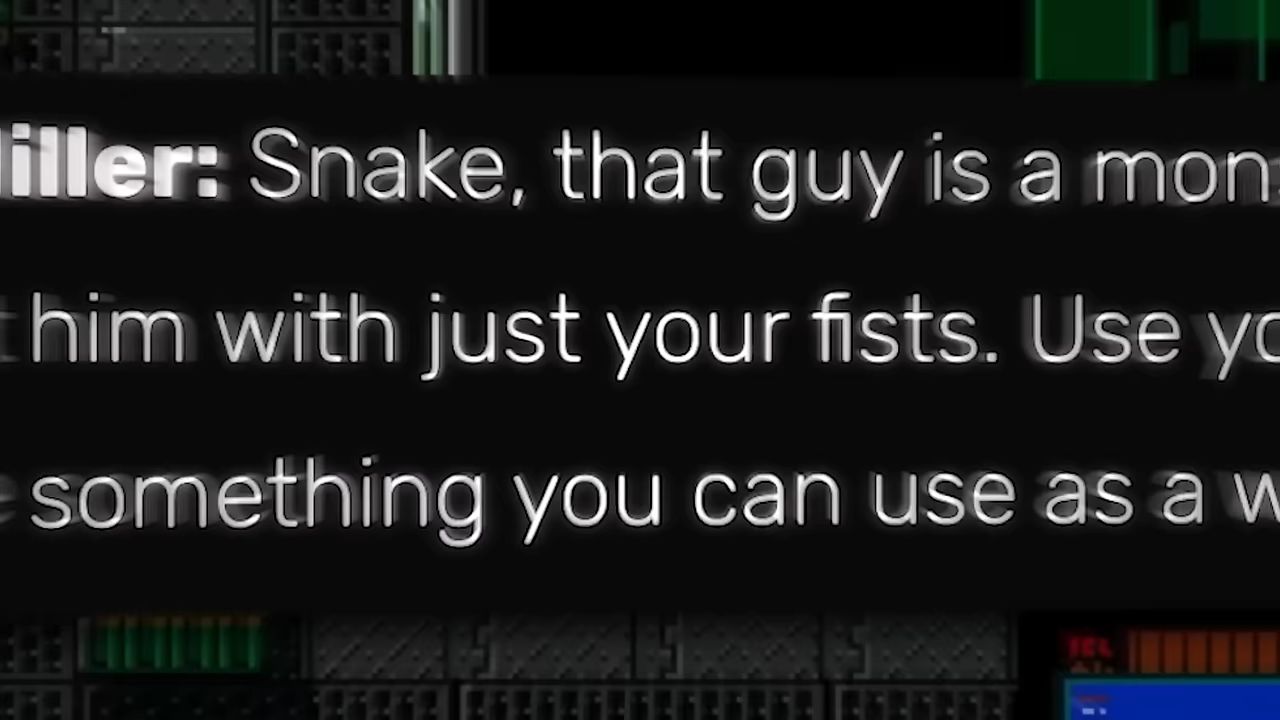 iller: Snake, that guy is a mon
him with just your fists. Use yo
something you can use as a w